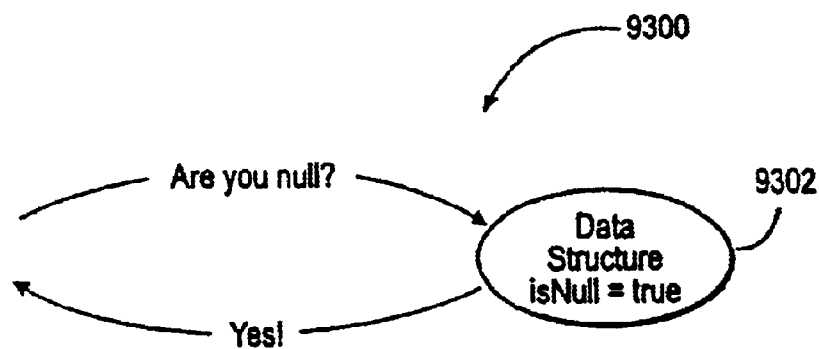 9300
Are you null?
9302
Data
Structure
isNull = true
Yes!